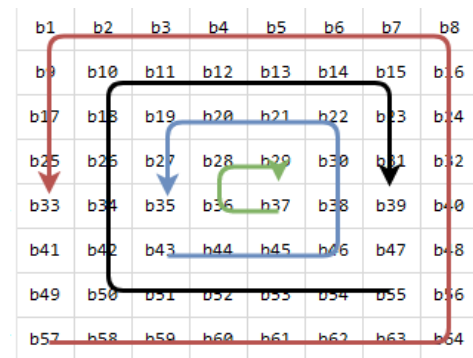 b1 b2 b3 b4 b5 b6 b7 b8
b9 b10 b11 b12 b13 b14 b15 b16
b17 b18 b19 b20 b21 b22 b23 b24
b25 b26 b27 b28 b29 b30 b31 b32
b33 b34 b35 b36 b37 b38 b39 b40
b41 b42 b43 b44 b45 b46 b47 b48
b49 b50 b51 b52 b53 b54 b55 b56
b57 b58 b59 b60 b61 b62 b63 b64